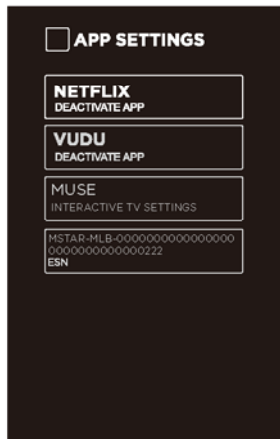 APP SETTINGS
NETFLIX
DEACTIVATE APP
VUDU
DEACTIVATE APP
MUSE
INTERACTIVE TV SETTINGS
MSTAR-MLB-0000000000000000
0000000000000222
ESN